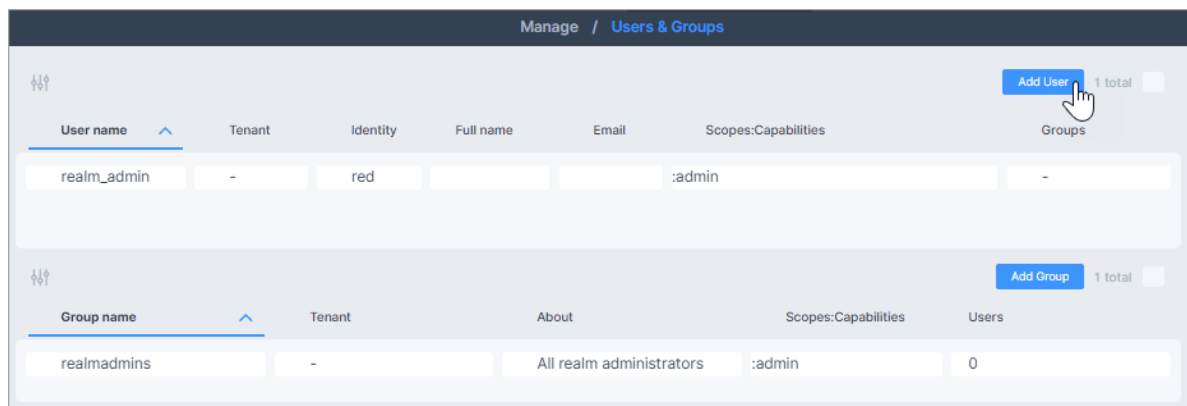 Manage / Users & Groups
Add User 1 total
User name Tenant Identity Full name Email Scopes:Capabilities Groups
realm_admin - red :admin -
Add Group 1 total
Group name Tenant About Scopes:Capabilities Users
realmadmins - All realm administrators :admin 0